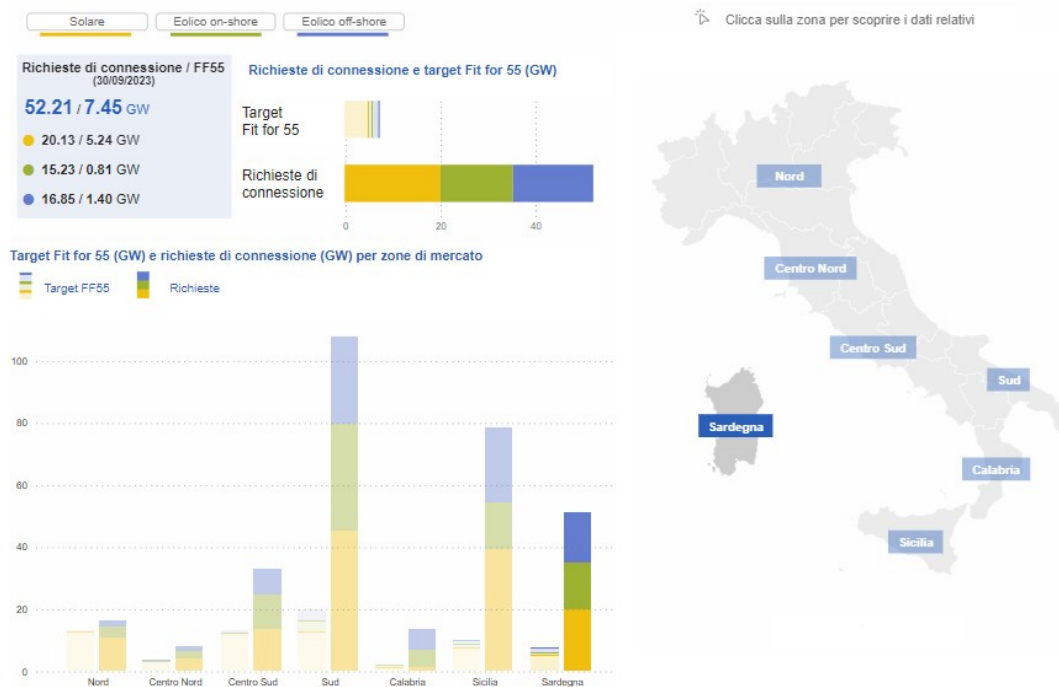 Solare
Eolico on-shore
Eolico off-shore
Clicca sulla zona per scoprire i dati relativi
Richieste di connessione / FF55
(30/09/2023)
52.21 / 7.45 GW
20.13 / 5.24 GW
15.23 / 0.81 GW
16.85 / 1.40 GW
Richieste di connessione e target Fit for 55 (GW)
Target
Fit for 55
Richieste di
connessione
0
20
40
Target Fit for 55 (GW) e richieste di connessione (GW) per zone di mercato
Target FF55
Richieste
100
80
60
40
20
0
Nord
Centro Nord
Centro Sud
Sud
Calabria
Sicilia
Sardegna
Nord
Centro Nord
Centro Sud
Sud
Sardegna
Calabria
Sicilia